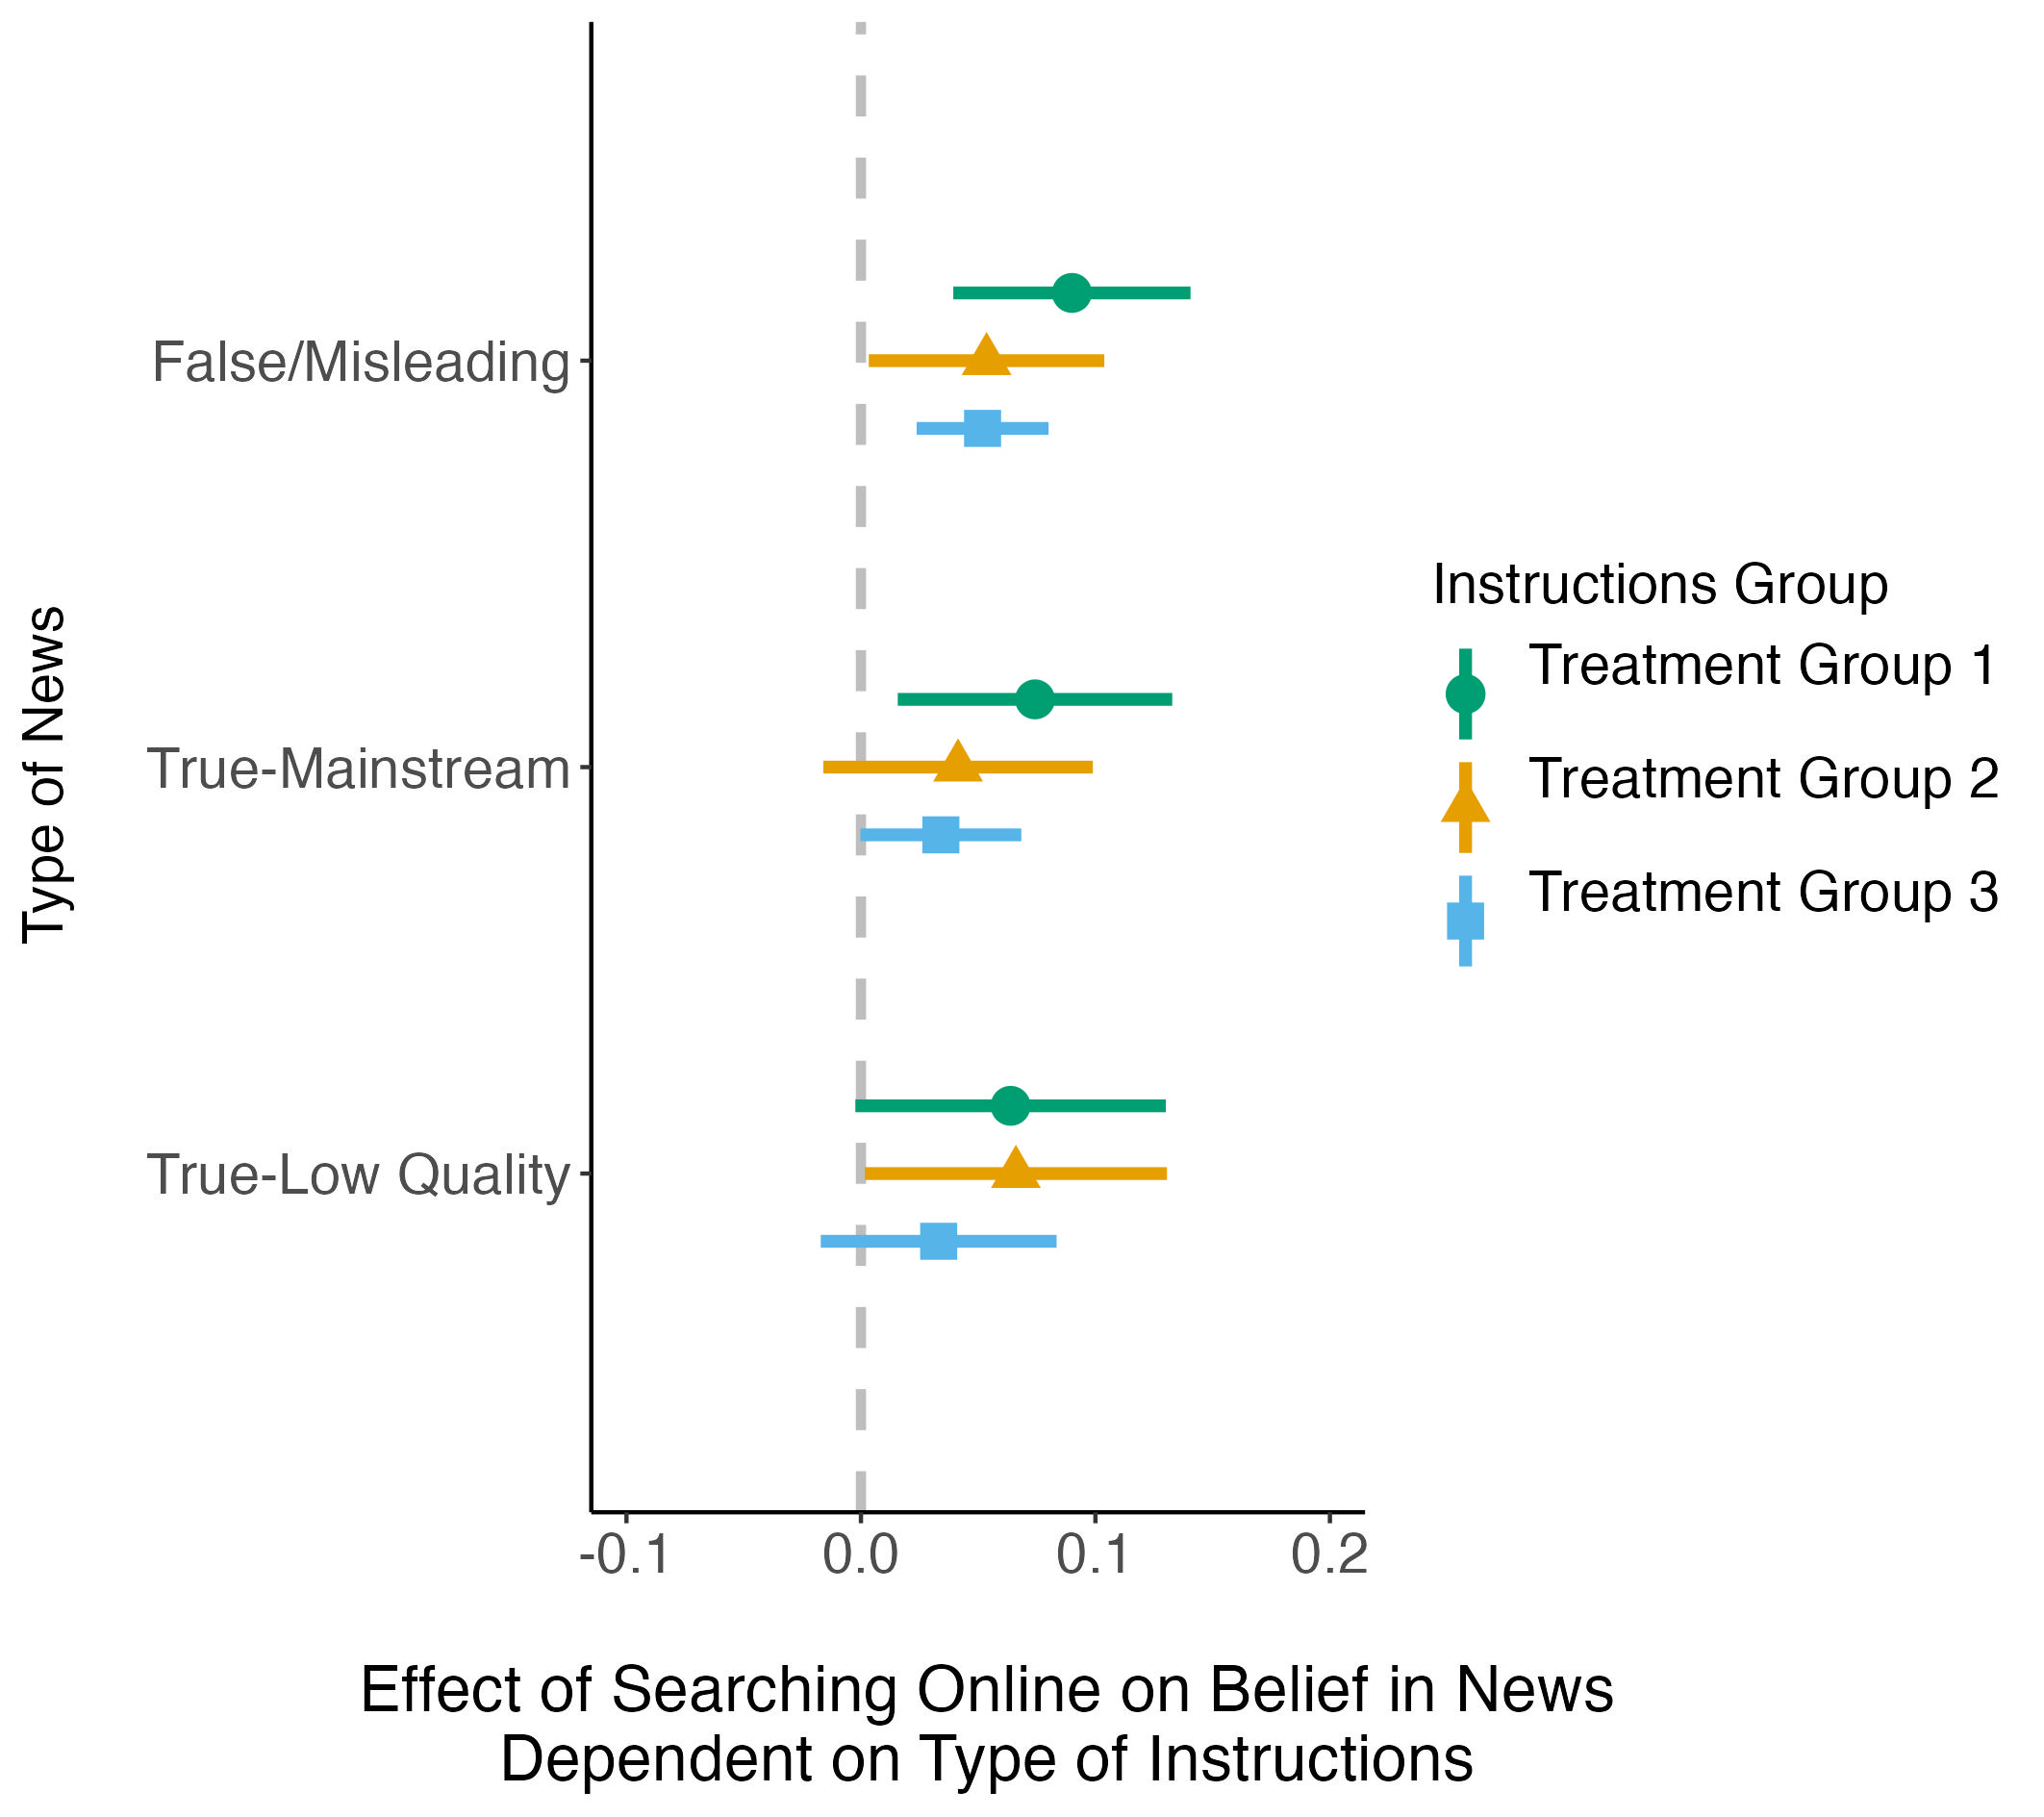 Type of News
False/Misleading
True-Mainstream
True-Low Quality
-0.1
0.0
0.1
0.2
Effect of Searching Online on Belief in News
Dependent on Type of Instructions
Instructions Group
Treatment Group 1
Treatment Group 2
Treatment Group 3